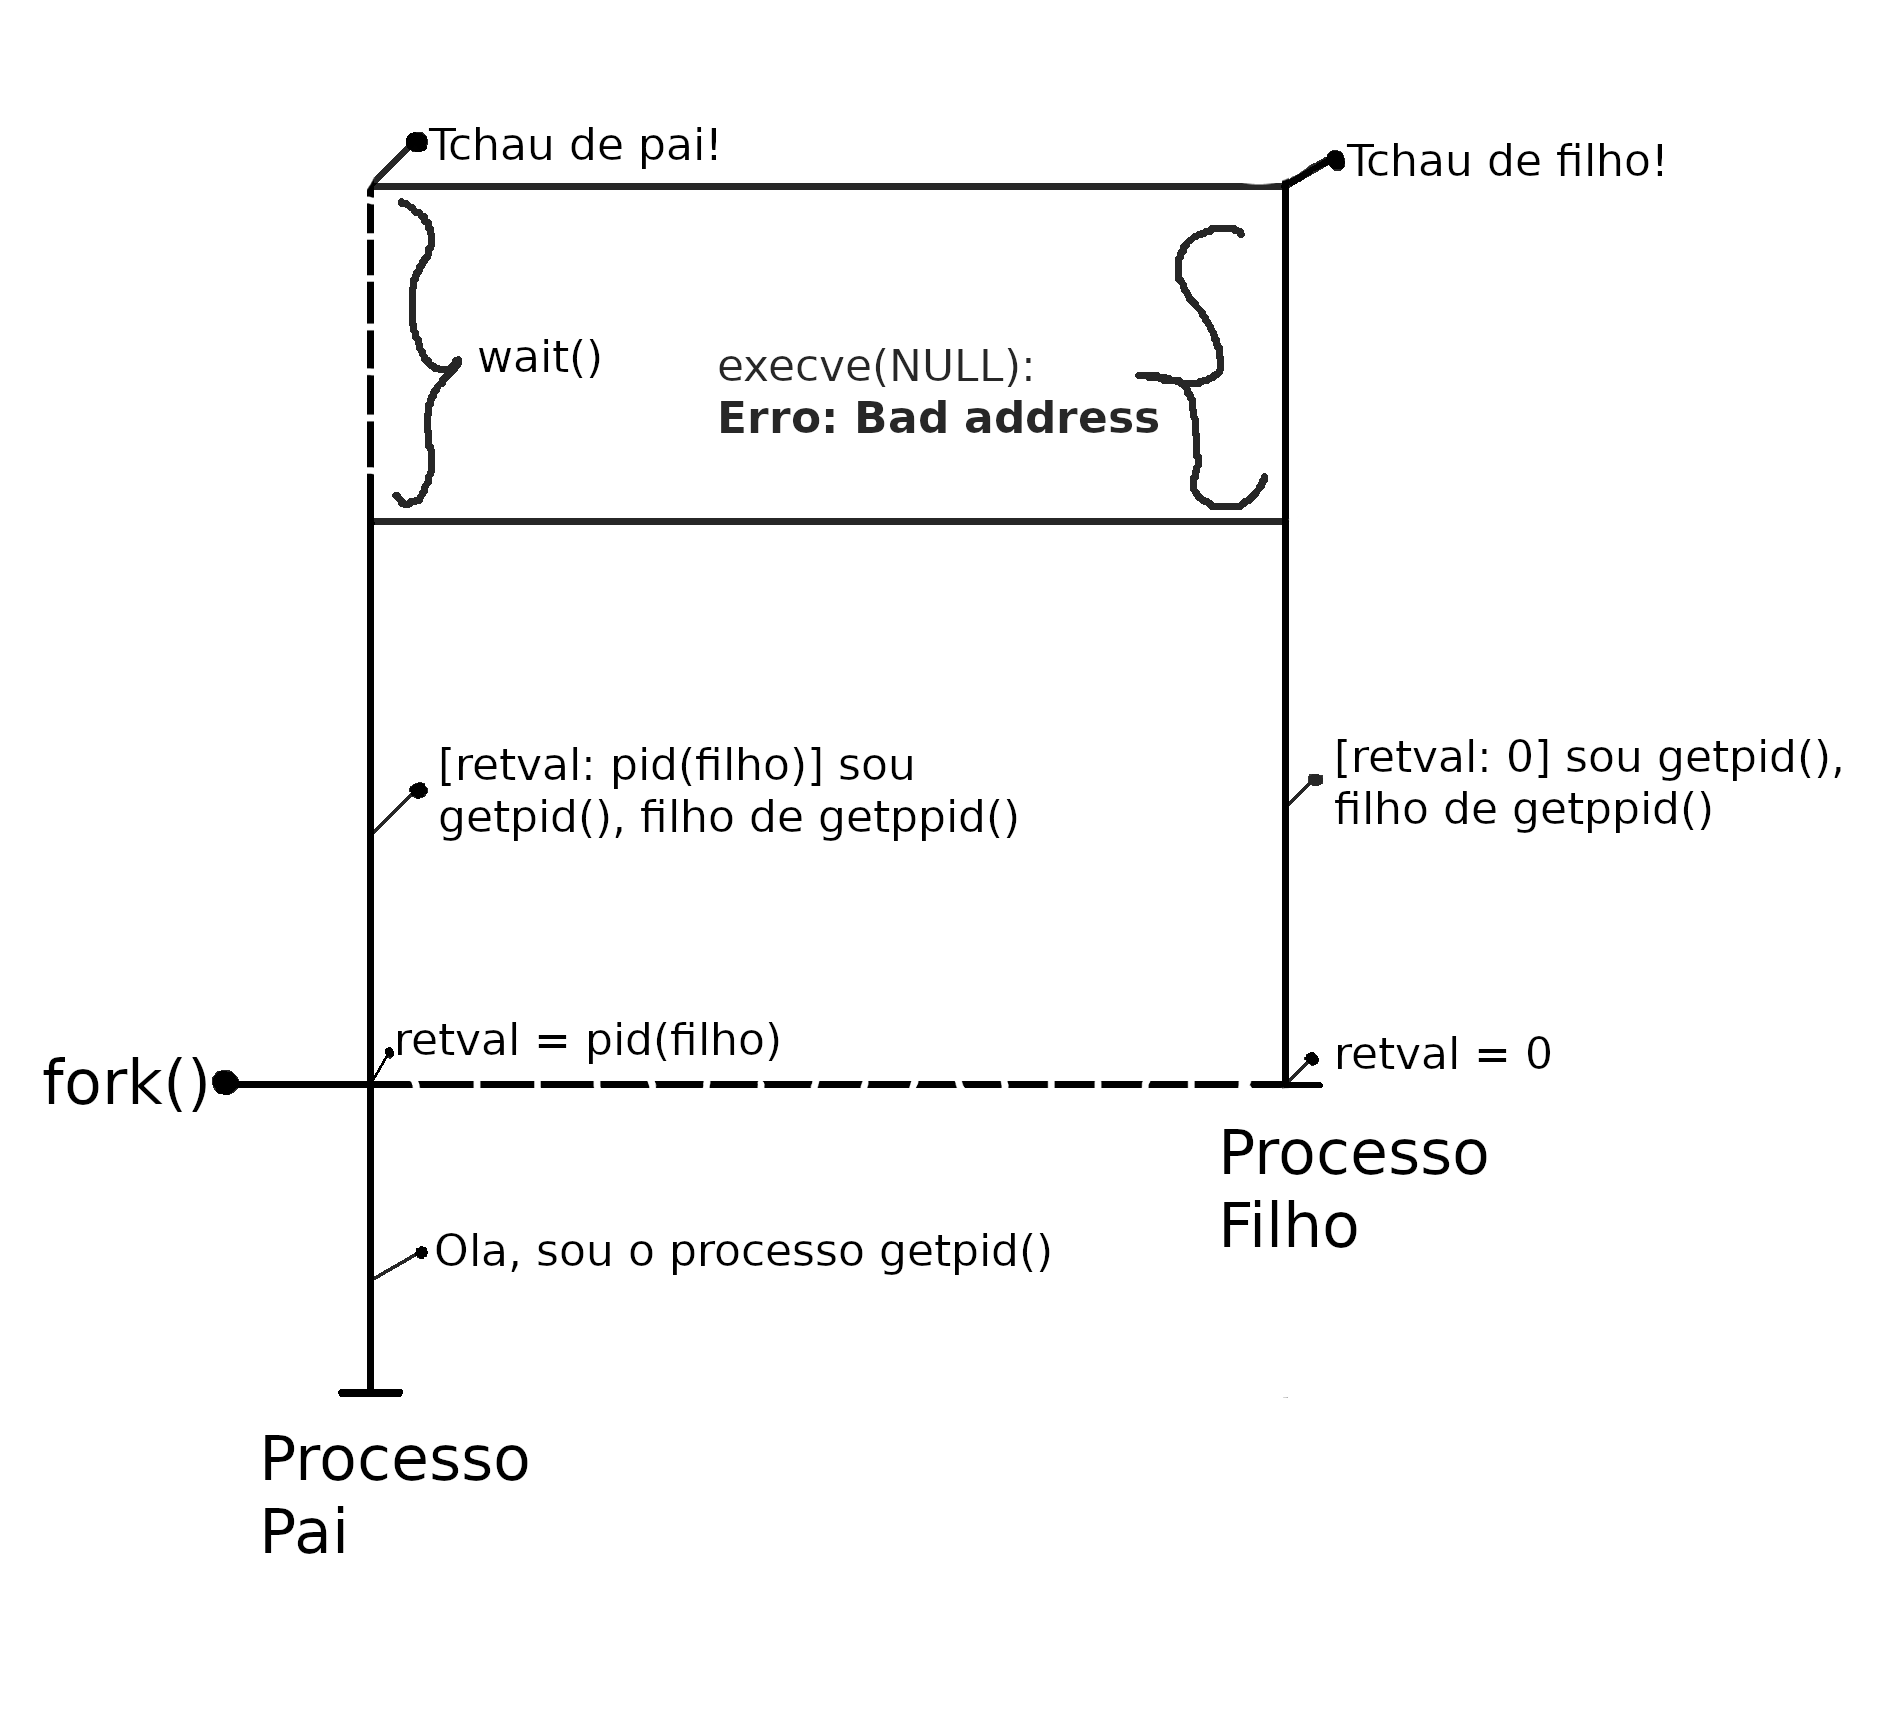 Tchau de pai!
Tchau de filho!
wait()
execve(NULL):
Erro: Bad address
[retval: pid(filho)] sou
getpid(), filho de getppid()
[retval: 0] sou getpid(),
filho de getppid()
retval = pid(filho)
retval = 0
fork()
Processo
Filho
Ola, sou o processo getpid()
Processo
Pai